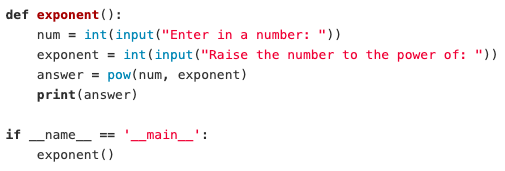 def exponent():
    num = int(input("Enter in a number: "))
    exponent = int(input("Raise the number to the power of: "))
    answer = pow(num, exponent)
    print(answer)

if __name__ == '__main__':
    exponent()